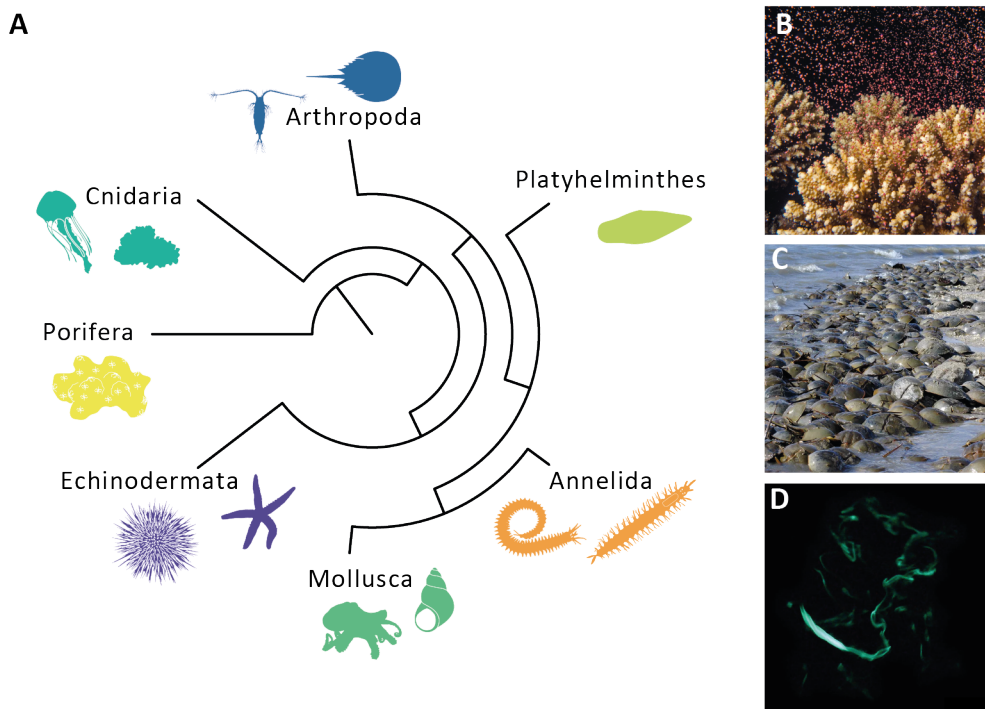 A
B
Arthropoda
Platyhelminthes
Cnidaria
C
Porifera
Echinodermata
Annelida
D
Mollusca